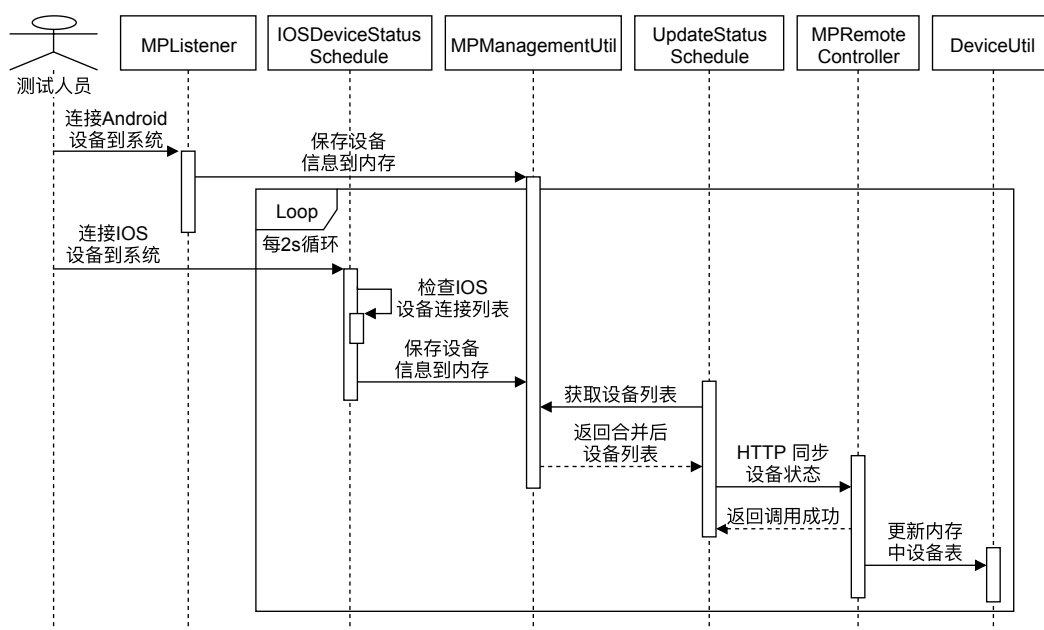 MPListener
IOSDeviceStatus
Schedule
MPManagementUtil
UpdateStatus
Schedule
MPRemote
Controller
DeviceUtil
测试人员
连接Android
设备到系统
保存设备
信息到内存
Loop
每2s循环
连接IOS
设备到系统
检查IOS
设备连接列表
保存设备
信息到内存
获取设备列表
返回合并后
设备列表
HTTP 同步
设备状态
返回调用成功
更新内存
中设备表